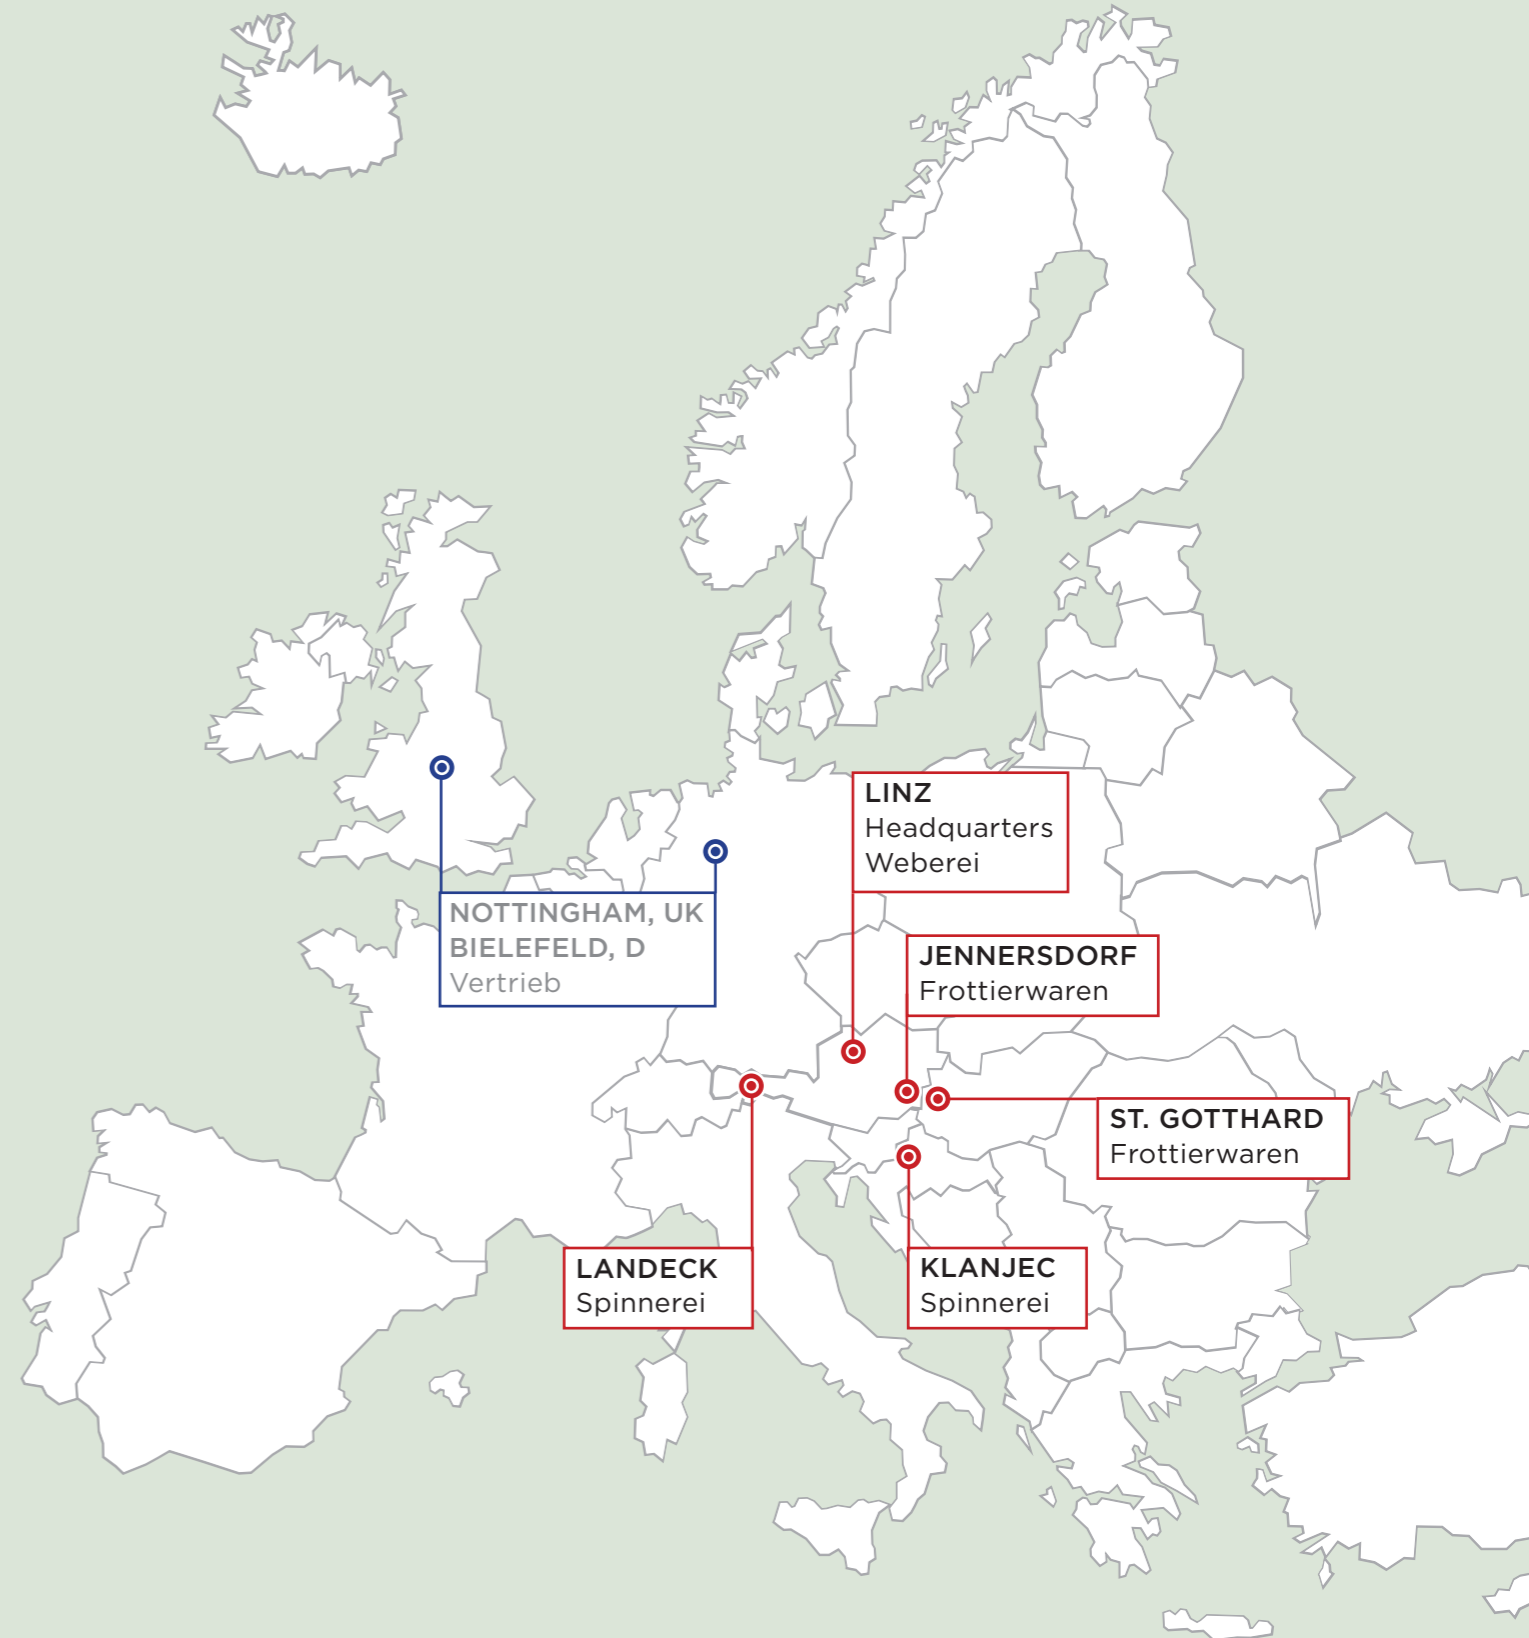 LINZ
Headquarters
Weberei
NOTTINGHAM, UK
BIELEFELD, D
Vertrieb
JENNERSDORF
Frottierwaren
ST. GOTTHARD
Frottierwaren
LANDECK
Spinnerei
KLANJEC
Spinnerei